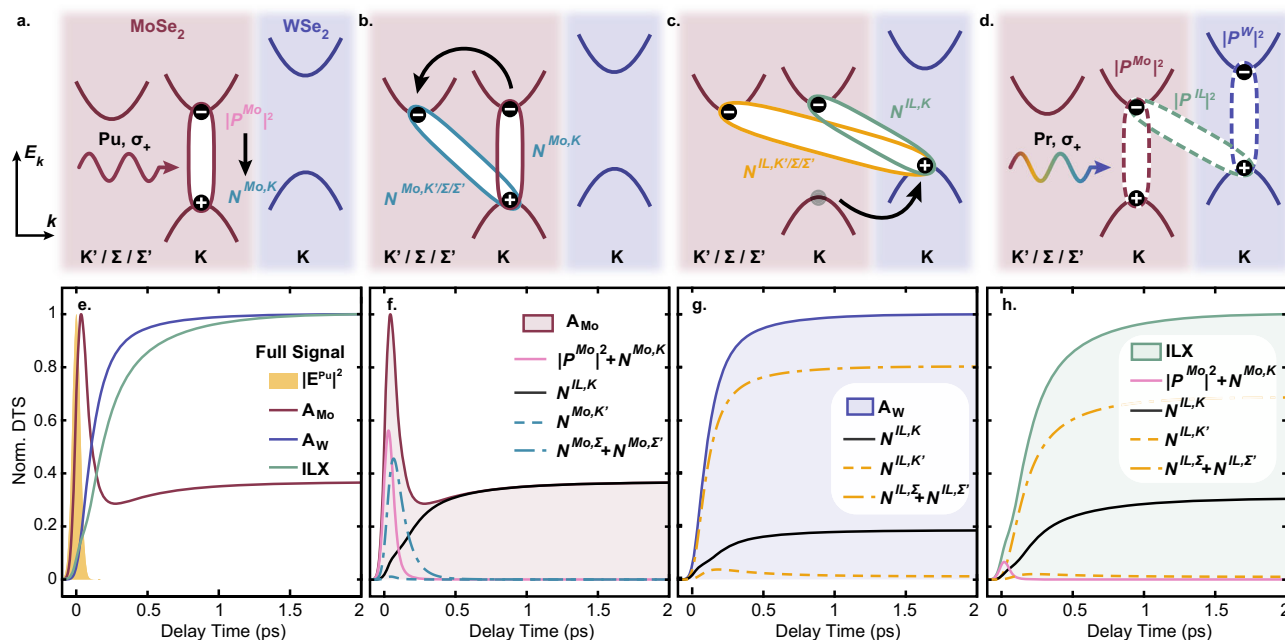 a.
MoSe2
WSe2
|P^Mo|^2
Pu, σ+
N^Mo,K
E_k
k
K' / Σ / Σ'
K
b.
N^Mo,K
N^Mo,K'/Σ/Σ'
K' / Σ / Σ'
K
c.
N^IL,K
N^IL,K'/Σ/Σ'
K' / Σ / Σ'
K
d.
|P^W|^2
|P^Mo|^2
|P^IL|^2
Pr, σ+
K' / Σ / Σ'
K
e.
Full Signal
|E^Pu|^2
A_Mo
A_W
ILX
Norm. DTS
1
0.8
0.6
0.4
0.2
0
0
0.5
1
1.5
2
Delay Time (ps)
f.
A_Mo
|P^Mo|^2+N^Mo,K
N^IL,K
N^Mo,K'
N^Mo,Σ+N^Mo,Σ'
0
0.5
1
1.5
2
Delay Time (ps)
g.
A_W
N^IL,K
N^IL,K'
N^IL,Σ+N^IL,Σ'
0
0.5
1
1.5
2
Delay Time (ps)
h.
ILX
|P^Mo|^2+N^Mo,K
N^IL,K
N^IL,K'
N^IL,Σ+N^IL,Σ'
0
0.5
1
1.5
2
Delay Time (ps)